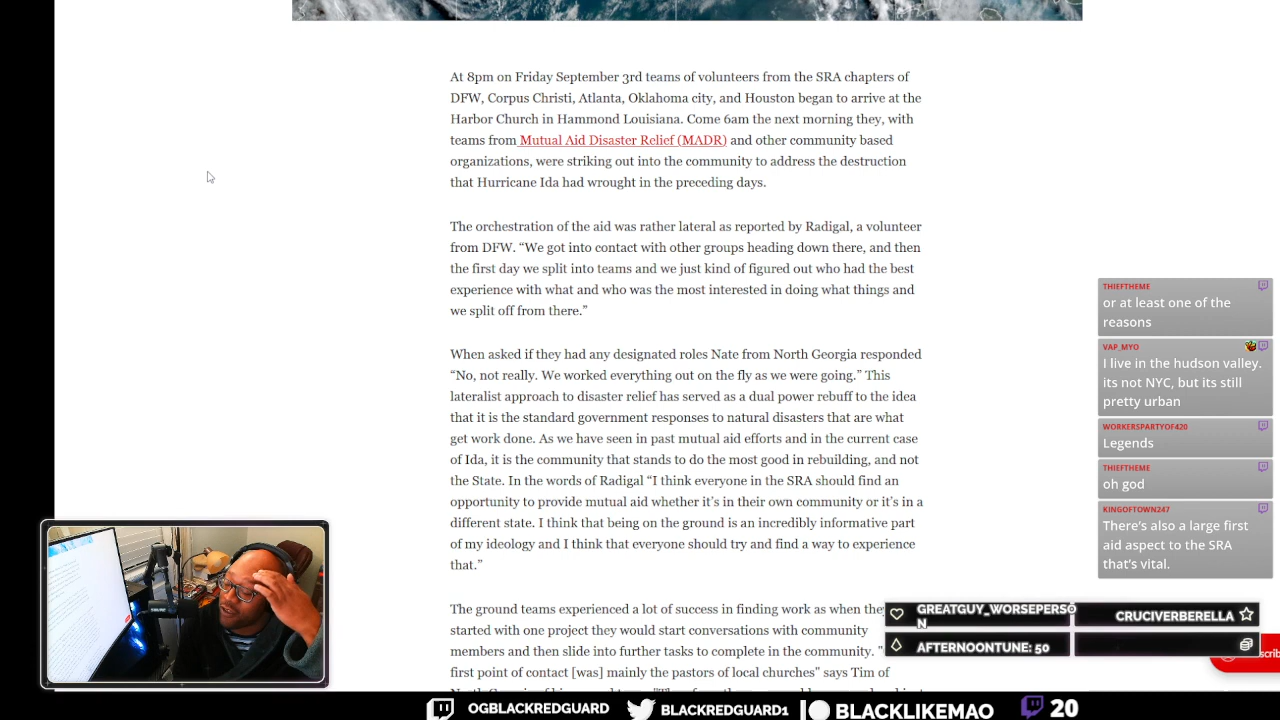 At 8pm on Friday September 3rd teams of volunteers from the SRA chapters of
DFW, Corpus Christi, Atlanta, Oklahoma city, and Houston began to arrive at the
Harbor Church in Hammond Louisiana. Come 6am the next morning they, with
teams from Mutual Aid Disaster Relief (MADR) and other community based
organizations, were striking out into the community to address the destruction
that Hurricane Ida had wrought in the preceding days.
The orchestration of the aid was rather lateral as reported by Radigal, a volunteer
from DFW. “We got into contact with other groups heading down there, and then
the first day we split into teams and we just kind of figured out who had the best
experience with what and who was the most interested in doing what things and
we split off from there.”
When asked if they had any designated roles Nate from North Georgia responded
“No, not really. We worked everything out on the fly as we were going.” This
lateralist approach to disaster relief has served as a dual power rebuff to the idea
that it is the standard government responses to natural disasters that are what
get work done. As we have seen in past mutual aid efforts and in the current case
of Ida, it is the community that stands to do the most good in rebuilding, and not
the State. In the words of Radigal “I think everyone in the SRA should find an
opportunity to provide mutual aid whether it’s in their own community or it’s in a
different state. I think that being on the ground is an incredibly informative part
of my ideology and I think that everyone should try and find a way to experience
that.”
The ground teams experienced a lot of success in finding work as when the
started with one project they would start conversations with community
members and then slide into further tasks to complete in the community.
first point of contact [was] mainly the pastors of local churches” says Tim of
THIEFTHEME
or at least one of the
reasons
VAP_MYO
I live in the hudson valley.
its not NYC, but its still
pretty urban
WORKERSPARTYOF420
Legends
THIEFTHEME
oh god
KINGOFTOWN247
There's also a large first
aid aspect to the SRA
that's vital.
GREATGUY_WORSEPERSO
N
CRUCIVERBERELLA
AFTERNOONTUNE: 50
OGBLACKREDGUARD
BLACKREDGUARD1
BLACKLIKEMAO
20